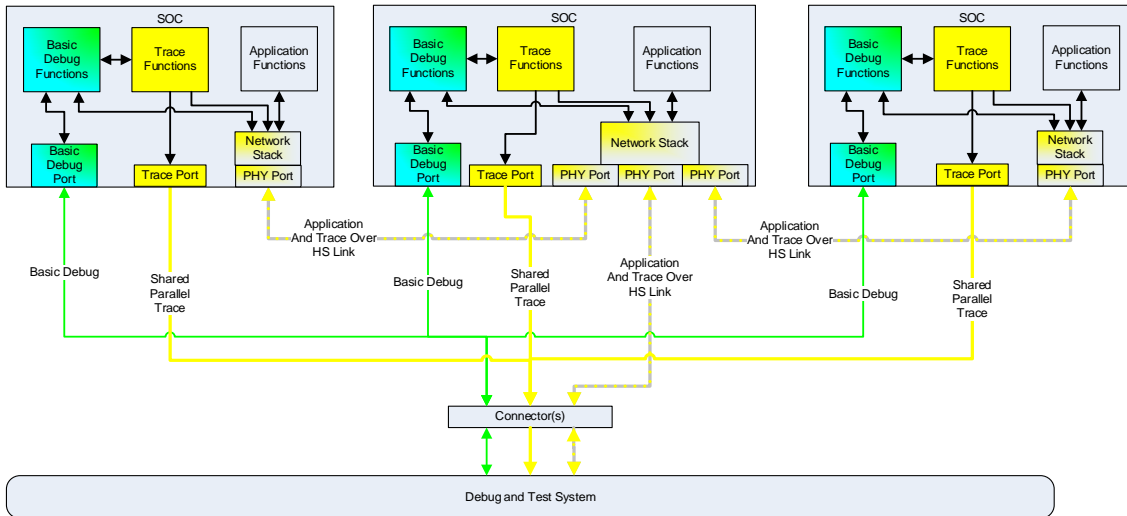 SOC
Basic
Debug
Functions
Trace
Functions
Application
Functions
Network
Stack
Basic
Debug
Port
Trace Port
PHY Port
SOC
Basic
Debug
Functions
Trace
Functions
Application
Functions
Network Stack
Basic
Debug
Port
Trace Port
PHY Port
PHY Port
PHY Port
SOC
Basic
Debug
Functions
Trace
Functions
Application
Functions
Network
Stack
Basic
Debug
Port
Trace Port
PHY Port
Application
And Trace Over
HS Link
Application
And Trace Over
HS Link
Application
And Trace Over
HS Link
Basic Debug
Shared
Parallel
Trace
Basic Debug
Shared
Parallel
Trace
Basic Debug
Shared
Parallel
Trace
Connector(s)
Debug and Test System